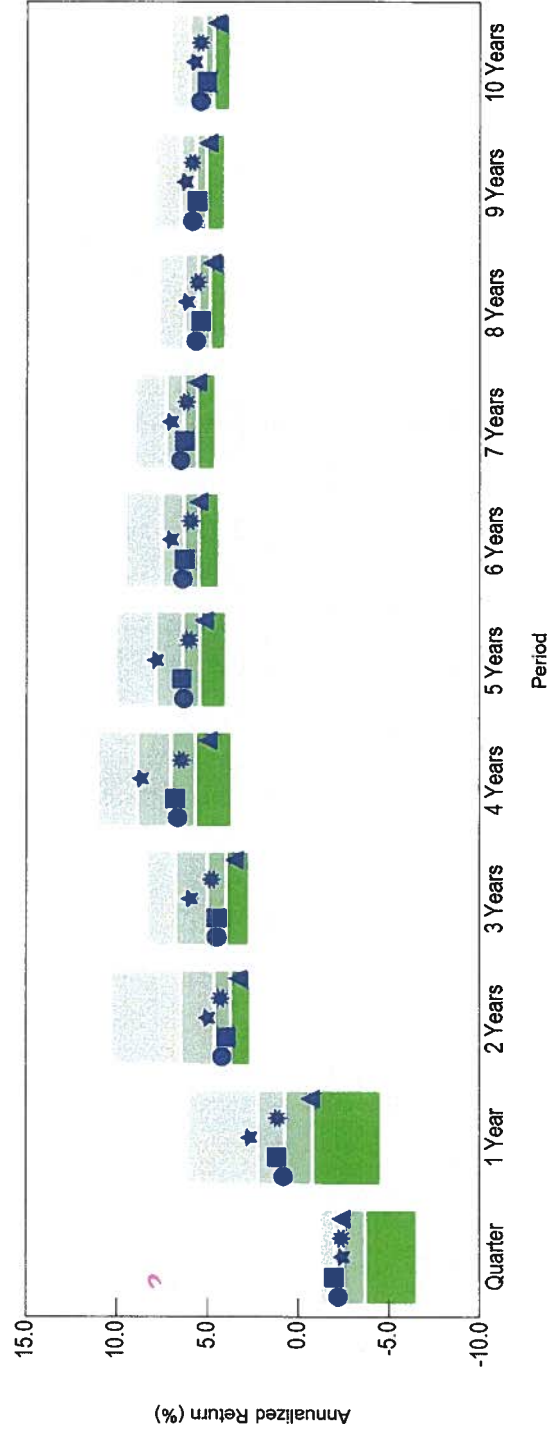 Annualized Return (%)
15.0
10.0
5.0
0.0
-5.0
-10.0
Quarter
1 Year
2 Years
3 Years
4 Years
5 Years
6 Years
7 Years
8 Years
9 Years
10 Years
Period